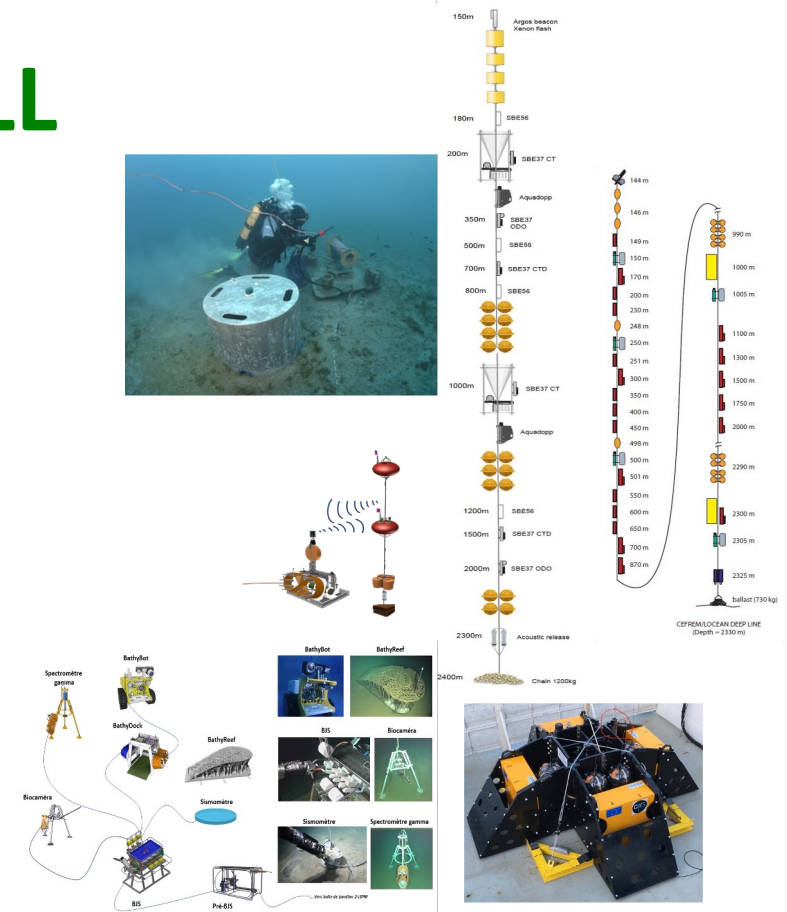 LL
150m
Argos beacon
Xenon flash
180m
SBE56
200m
SBE37 CT
Aquadopp
350m
SBE37
ODO
500m
SBE56
700m
SBE37 CTD
800m
SBE56
1000m
SBE37 CT
Aquadopp
1200m
SBE56
1500m
SBE37 CTD
2000m
SBE37 ODO
2300m
Acoustic release
2400m
Chain 1200kg
144 m
146 m
149 m
150 m
170 m
200 m
230 m
248 m
250 m
251 m
300 m
350 m
400 m
450 m
498 m
500 m
501 m
550 m
600 m
650 m
700 m
870 m
990 m
1000 m
1005 m
1100 m
1300 m
1500 m
1750 m
2000 m
2290 m
2300 m
2305 m
2325 m
ballast (730 kg)
CEFREM/LOCEAN DEEP LINE
(Depth = 2330 m)
BathyBot
Spectromètre
gamma
BathyDock
BathyReef
Biocaméra
Sismomètre
BJS
Pré-BJS
BathyBot
BathyReef
BJS
Biocaméra
Sismomètre
Spectromètre gamma